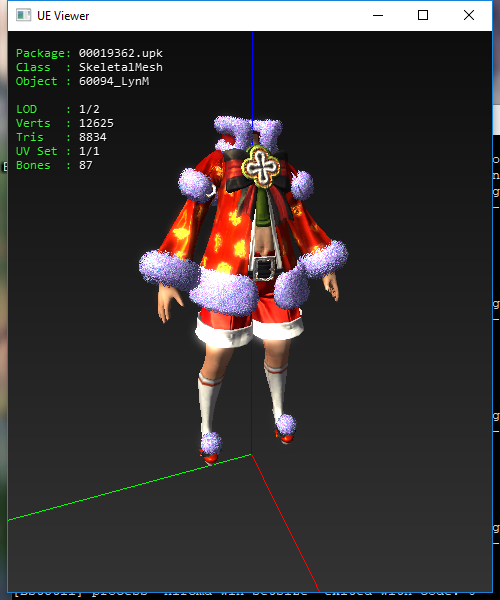 UE Viewer
Package: 00019362.upk
Class : SkeletalMesh
Object : 60094_LynM
LOD : 1/2
Verts : 12625
Tris : 8834
UV Set : 1/1
Bones : 87